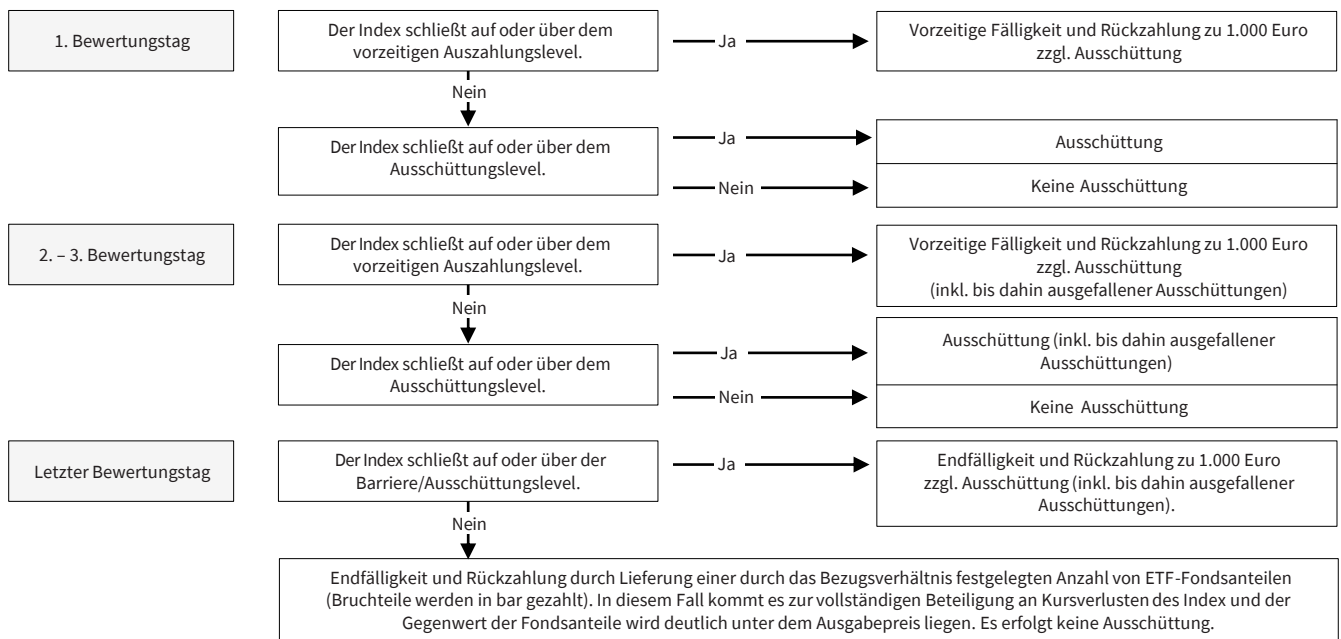 1. Bewertungstag
Der Index schließt auf oder über dem
vorzeitigen Auszahlungslevel.
Ja
Vorzeitige Fälligkeit und Rückzahlung zu 1.000 Euro
zzgl. Ausschüttung
Nein
Der Index schließt auf oder über dem
Ausschüttungslevel.
Ja
Ausschüttung
Nein
Keine Ausschüttung
2. – 3. Bewertungstag
Der Index schließt auf oder über dem
vorzeitigen Auszahlungslevel.
Ja
Vorzeitige Fälligkeit und Rückzahlung zu 1.000 Euro
zzgl. Ausschüttung
(inkl. bis dahin ausgefallener Ausschüttungen)
Nein
Der Index schließt auf oder über dem
Ausschüttungslevel.
Ja
Ausschüttung (inkl. bis dahin ausgefallener
Ausschüttungen)
Nein
Keine Ausschüttung
Letzter Bewertungstag
Der Index schließt auf oder über der
Barriere/Ausschüttungslevel.
Ja
Endfälligkeit und Rückzahlung zu 1.000 Euro
zzgl. Ausschüttung (inkl. bis dahin ausgefallener
Ausschüttungen).
Nein
Endfälligkeit und Rückzahlung durch Lieferung einer durch das Bezugsverhältnis festgelegten Anzahl von ETF-Fondsanteilen
(Bruchteile werden in bar gezahlt). In diesem Fall kommt es zur vollständigen Beteiligung an Kursverlusten des Index und der
Gegenwert der Fondsanteile wird deutlich unter dem Ausgabepreis liegen. Es erfolgt keine Ausschüttung.